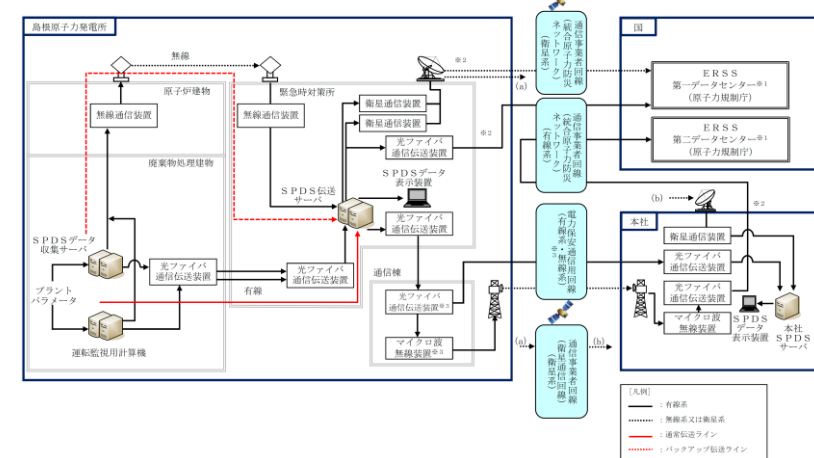 島根原子力発電所
無線
原子炉建物
無線通信装置
廃棄物処理建物
SPDSデータ
収集サーバ
プラント
パラメータ
運転監視用計算機
光ファイバ
通信伝送装置
有線
緊急時対策所
無線通信装置
衛星通信装置
衛星通信装置
光ファイバ
通信伝送装置
SPDS伝送
サーバ
SPDSデータ
表示装置
光ファイバ
通信伝送装置
光ファイバ
通信伝送装置
通信棟
光ファイバ
通信伝送装置※3
マイクロ波
無線装置※3
※2
(a)
※2
通信事業者回線
(統合原子力防災
ネットワーク)
(衛星系)
通信事業者回線
(統合原子力防災
ネットワーク)
(有線系)
電力保安通信用回線
(有線系・無線系)
※3
(a)
通信事業者回線
(衛星通信回線)
(衛星系)
(b)
国
ERSS
第一データセンター※1
(原子力規制庁)
ERSS
第二データセンター※1
(原子力規制庁)
(b)
※2
本社
衛星通信装置
光ファイバ
通信伝送装置
光ファイバ
通信伝送装置
マイクロ波
無線装置
SPDS
データ
表示装置
本社
SPDS
サーバ
[凡例]
:有線系
:無線系又は衛星系
:通常伝送ライン
:バックアップ伝送ライン